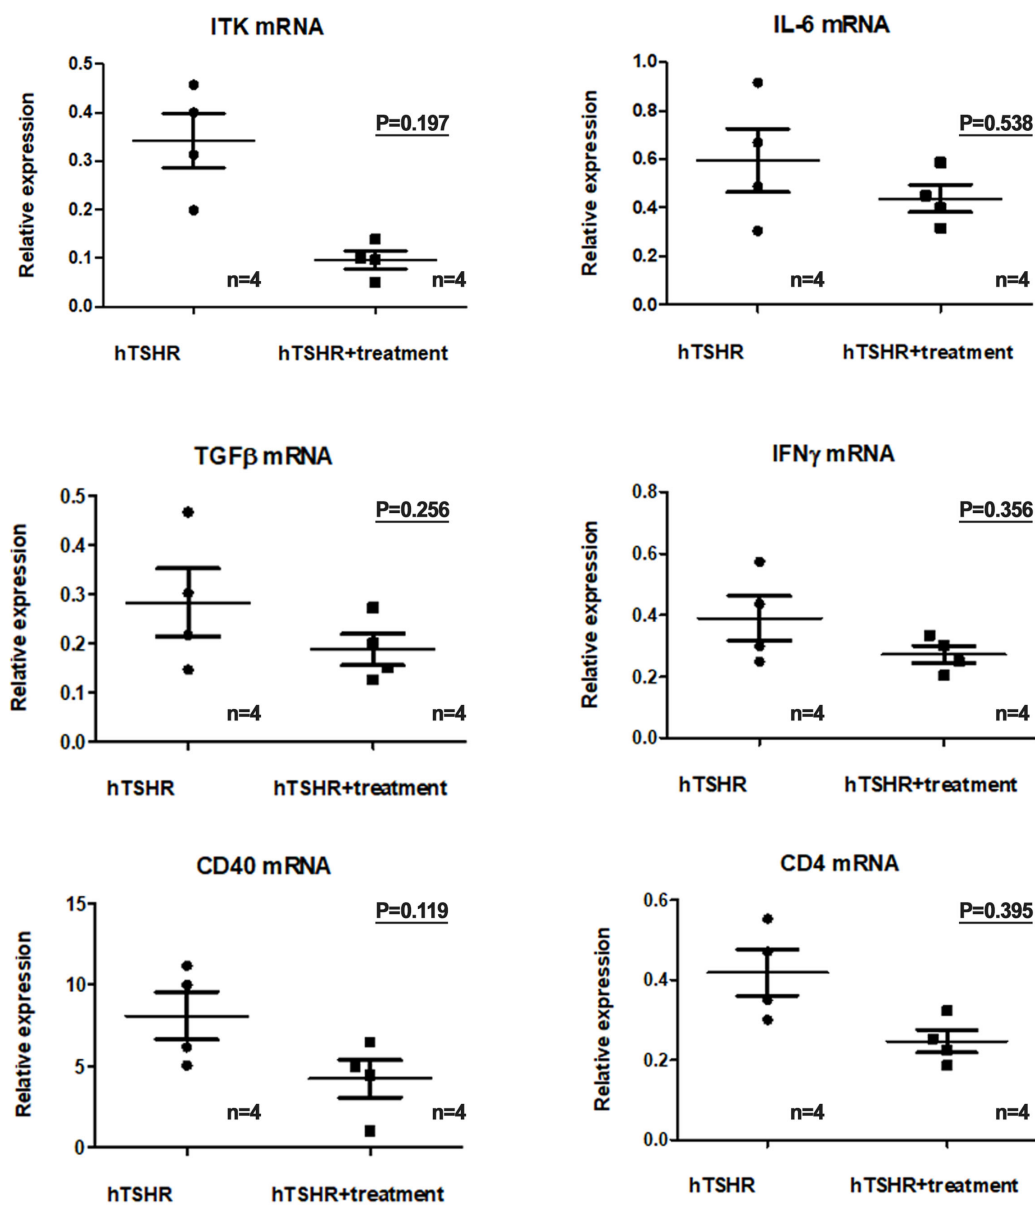 ITK mRNA
Relative expression
0.5
0.4
0.3
0.2
0.1
0.0
P=0.197
n=4
n=4
hTSHR
hTSHR+treatment
IL-6 mRNA
Relative expression
1.0
0.8
0.6
0.4
0.2
0.0
P=0.538
n=4
n=4
hTSHR
hTSHR+treatment
TGFβ mRNA
Relative expression
0.5
0.4
0.3
0.2
0.1
0.0
P=0.256
n=4
n=4
hTSHR
hTSHR+treatment
IFNγ mRNA
Relative expression
0.8
0.6
0.4
0.2
0.0
P=0.356
n=4
n=4
hTSHR
hTSHR+treatment
CD40 mRNA
Relative expression
15
10
5
0
P=0.119
n=4
n=4
hTSHR
hTSHR+treatment
CD4 mRNA
Relative expression
0.6
0.4
0.2
0.0
P=0.395
n=4
n=4
hTSHR
hTSHR+treatment